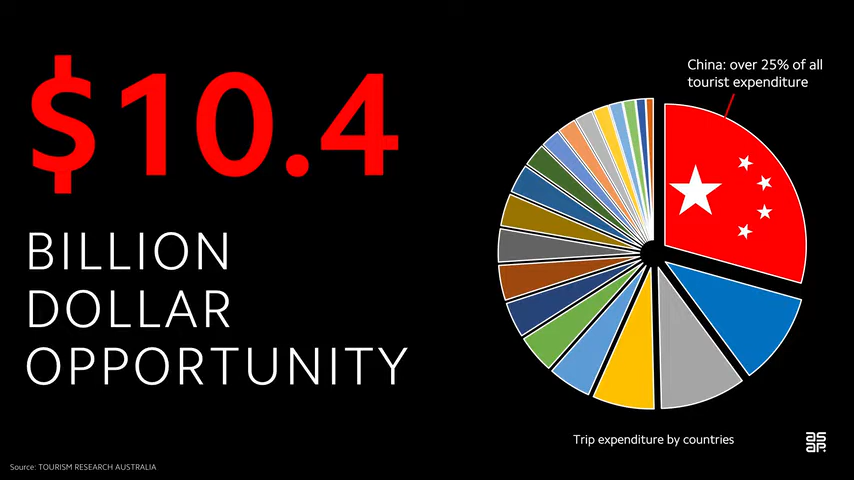 $10.4
BILLION
DOLLAR
OPPORTUNITY
China: over 25% of all
tourist expenditure
Trip expenditure by countries
Source: TOURISM RESEARCH AUSTRALIA